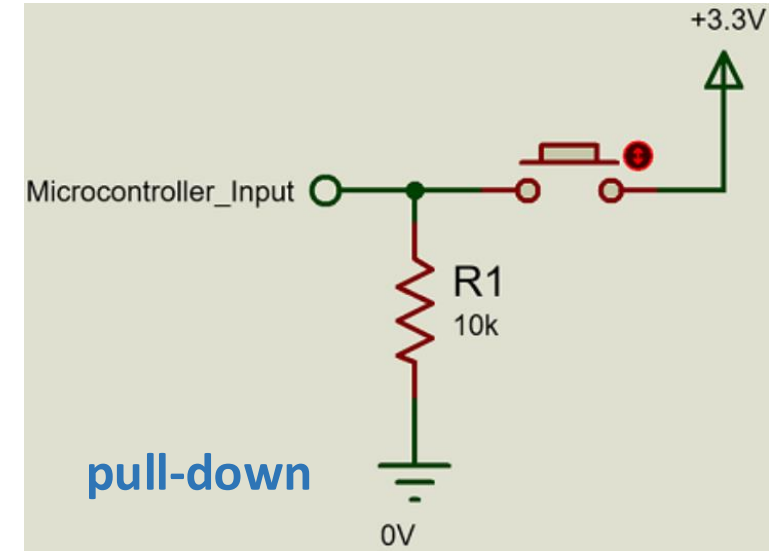 +3.3V
Microcontroller_Input
R1
10k
pull-down
0V